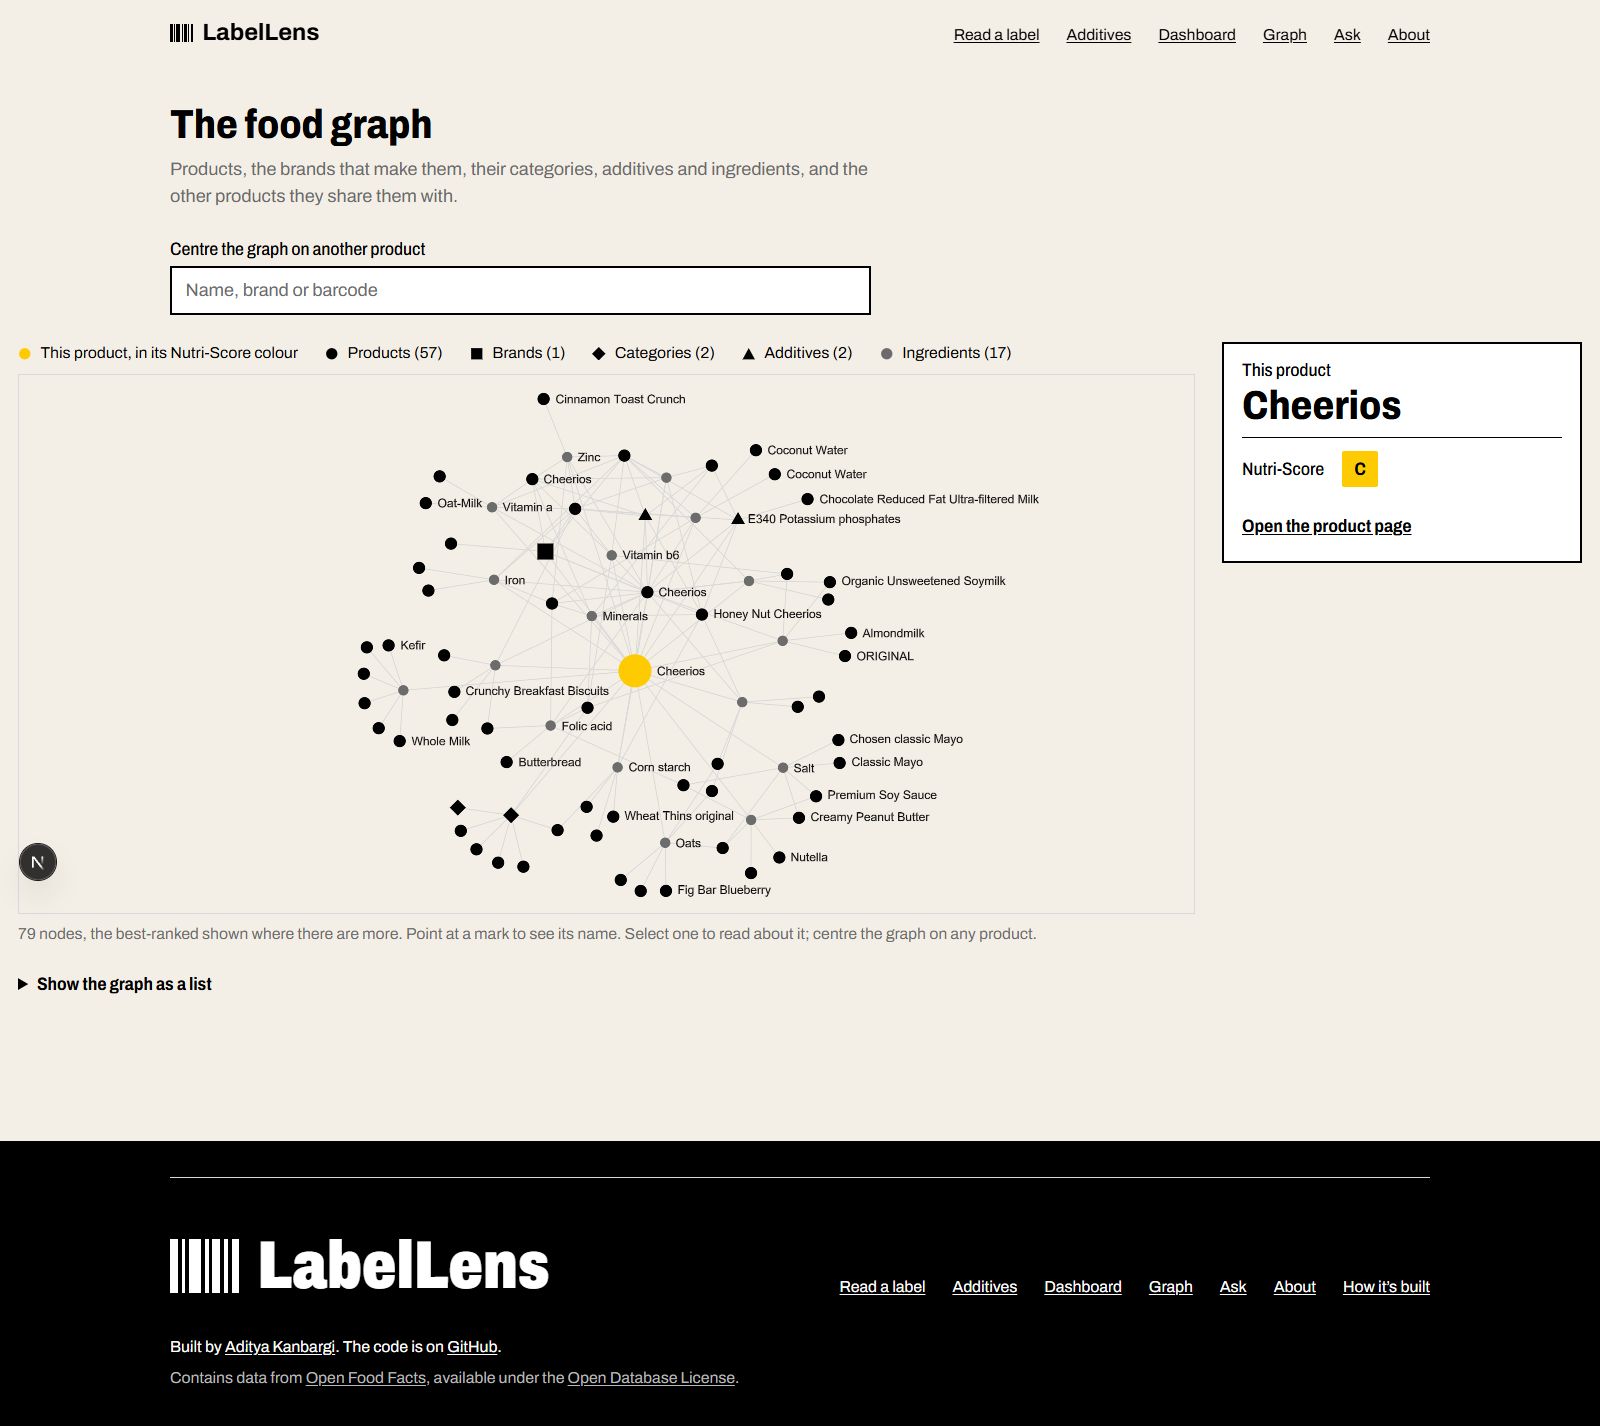 LabelLens
Read a label Additives Dashboard Graph Ask About
The food graph
Products, the brands that make them, their categories, additives and ingredients, and the
other products they share them with.
Centre the graph on another product
Name, brand or barcode
This product, in its Nutri-Score colour Products (57) Brands (1) Categories (2) Additives (2) Ingredients (17)
This product
Cheerios
Nutri-Score C
Open the product page
Cinnamon Toast Crunch
Coconut Water
Zinc
Coconut Water
Cheerios
Chocolate Reduced Fat Ultra-filtered Milk
Oat-Milk
Vitamin a
E340 Potassium phosphates
Vitamin b6
Iron
Organic Unsweetened Soymilk
Cheerios
Honey Nut Cheerios
Minerals
Almondmilk
Kefir
ORIGINAL
Cheerios
Crunchy Breakfast Biscuits
Folic acid
Whole Milk
Chosen classic Mayo
Butterbread
Classic Mayo
Corn starch
Salt
Premium Soy Sauce
Wheat Thins original
Creamy Peanut Butter
Oats
Nutella
N
Fig Bar Blueberry
79 nodes, the best-ranked shown where there are more. Point at a mark to see its name. Select one to read about it; centre the graph on any product.
Show the graph as a list
LabelLens
Read a label Additives Dashboard Graph Ask About How it’s built
Built by Aditya Kanbargi. The code is on GitHub.
Contains data from Open Food Facts, available under the Open Database License.